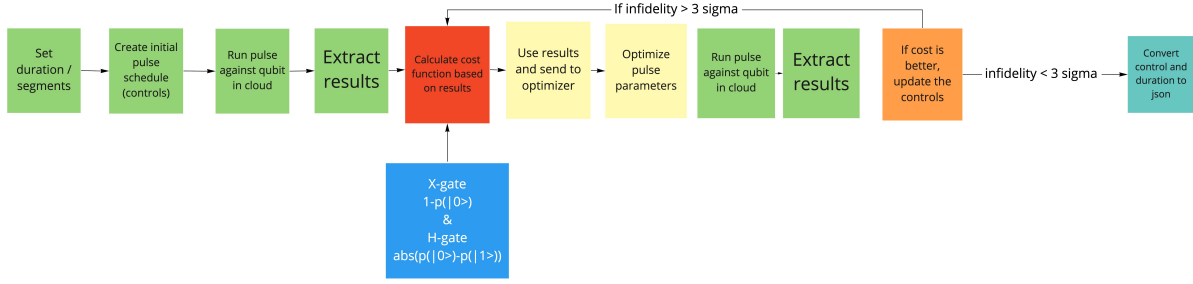 If infidelity > 3 sigma
Set
duration /
segments
Create initial
pulse
schedule
(controls)
Run pulse
against qubit
in cloud
Extract
results
Calculate cost
function based
on results
Use results
and send to
optimizer
Optimize
pulse
parameters
Run pulse
against qubit
in cloud
Extract
results
If cost is
better,
update the
controls
infidelity < 3 sigma
Convert
control and
duration to
json
X-gate
1-p(|0>)
&
H-gate
abs(p(|0>)-p(|1>))